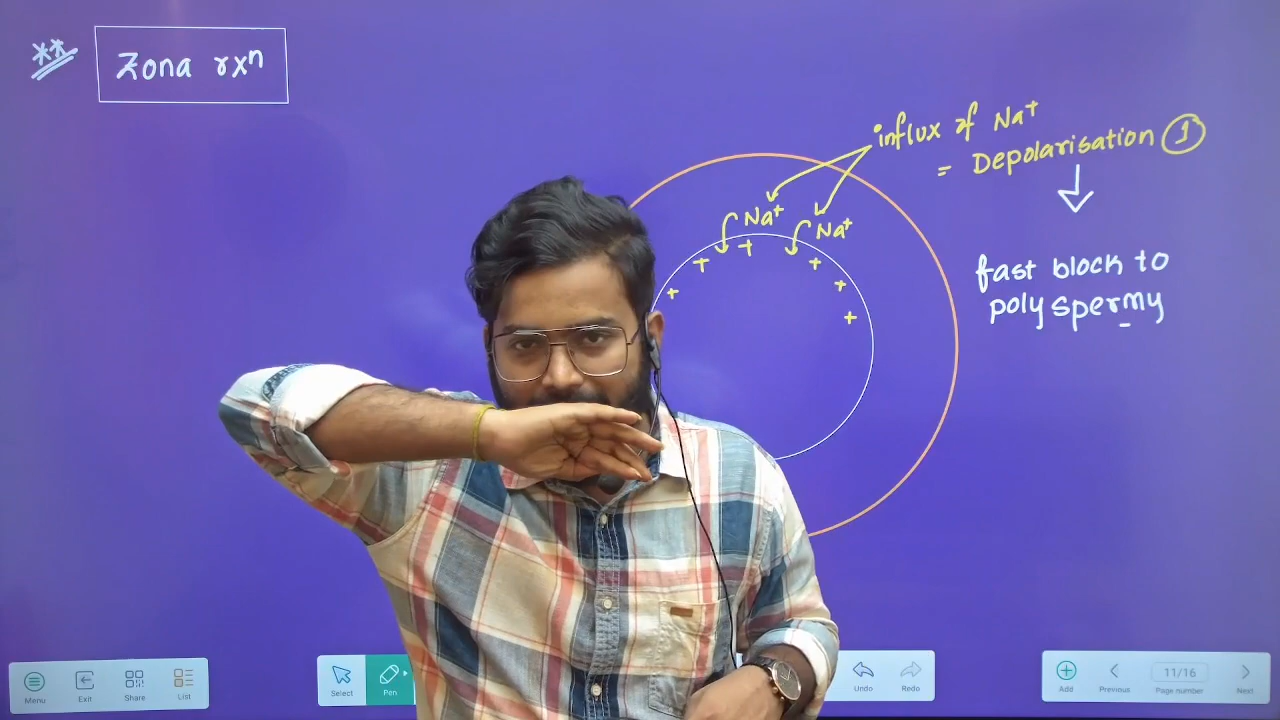 ** Zona rxⁿ
influx of Na⁺
= Depolarisation ①
Na⁺
Na⁺
+ + + + + +
fast block to
polyspermy
Menu
Exit
Share
List
Select
Pen
Undo
Redo
Add
Previous
11/16
Page number
Next